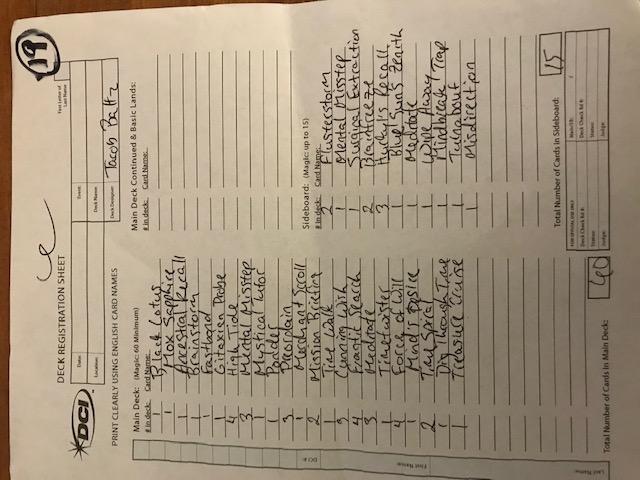 e
19
DECK REGISTRATION SHEET
First Letter of
Last Name
DCI
Date:
Event:
Location:
Deck Name:
Deck Designer: Jacob Baltz
PRINT CLEARLY USING ENGLISH CARD NAMES
Main Deck: (Magic: 60 Minimum)
# in deck: Card Name:
1 Black Lotus
1 Mox Sapphire
1 Ancestral Recall
1 Brainstorm
1 Fastbond
1 Gitaxian Probe
4 High Tide
3 Mental Misstep
1 Mystical Tutor
1 Ponder
3 Preordain
1 Merchant Scroll
2 Mission Briefing
1 Time Walk
3 Cunning Wish
4 Frantic Search
3 Meditate
1 Timetwister
4 Force of Will
1 Mind's Desire
2 Time Spiral
1 Dig Through Time
1 Treasure Cruise
Total Number of Cards in Main Deck: 60
Main Deck Continued & Basic Lands:
# in deck: Card Name:
Sideboard: (Magic: up to 15)
# in deck: Card Name:
2 Flusterstorm
1 Mental Misstep
1 Surgical Extraction
2 Brainfreeze
3 Hurkyl's Recall
1 Blue Sun's Zenith
1 Meditate
1 Wipe Away
1 Mindbreak Trap
1 Turnabout
1 Misdirection
Total Number of Cards in Sideboard: 15
FOR OFFICIAL USE ONLY
Main/SB: /
Deck Check Rd #:
Deck Check Rd #:
Status:
Status:
Judge:
Judge:
DCI #:
First Name:
Last Name: